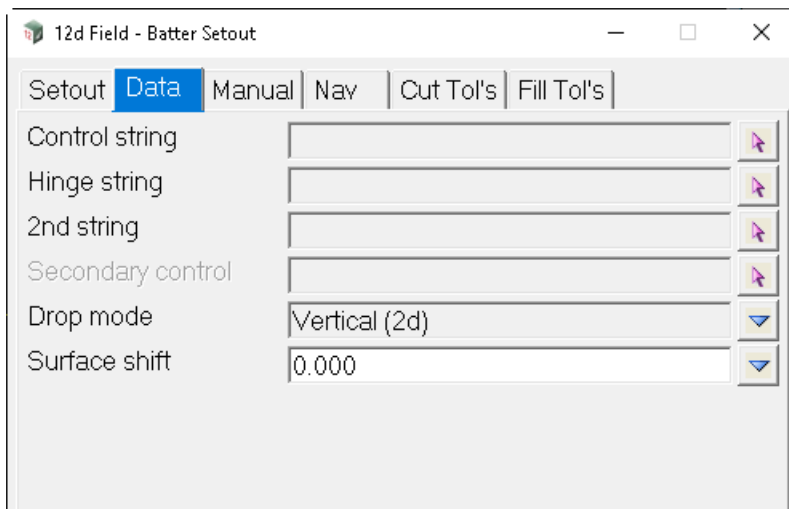 12d Field - Batter Setout
Setout Data Manual Nav Cut Tol's Fill Tol's
Control string
Hinge string
2nd string
Secondary control
Drop mode Vertical (2d)
Surface shift 0.000